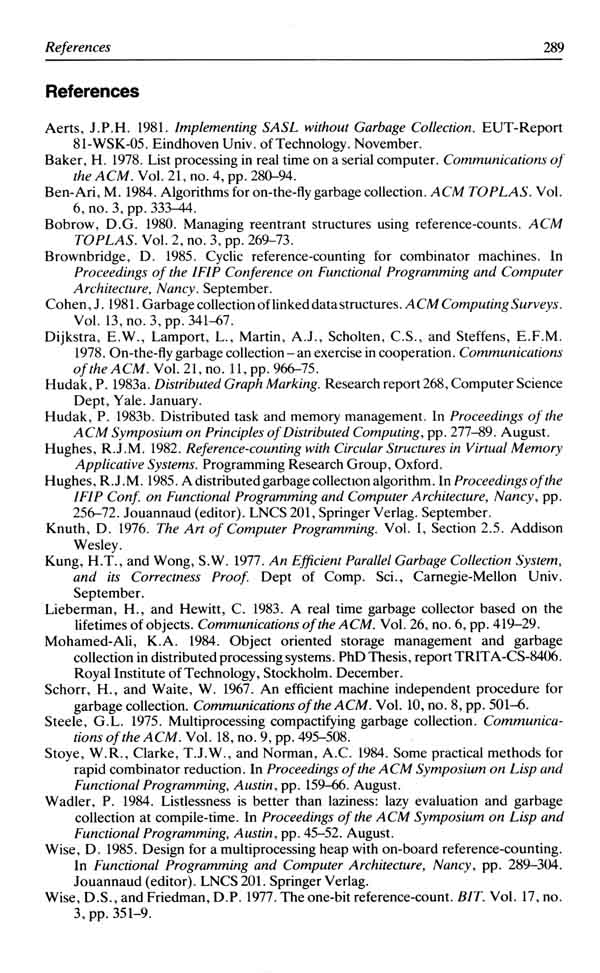 References 289
References
Aerts, J.P.H. 1981. Implementing SASL without Garbage Collection. EUT-Report
81-WSK-05. Eindhoven Univ. of Technology. November.
Baker, H. 1978. List processing in real time on a serial computer. Communications of
the ACM. Vol. 21, no. 4, pp. 280–94.
Ben-Ari, M. 1984. Algorithms for on-the-fly garbage collection. ACM TOPLAS. Vol.
6, no. 3, pp. 333–44.
Bobrow, D.G. 1980. Managing reentrant structures using reference-counts. ACM
TOPLAS. Vol. 2, no. 3, pp. 269–73.
Brownbridge, D. 1985. Cyclic reference-counting for combinator machines. In
Proceedings of the IFIP Conference on Functional Programming and Computer
Architecture, Nancy. September.
Cohen, J. 1981. Garbage collection of linked data structures. ACM Computing Surveys.
Vol. 13, no. 3, pp. 341–67.
Dijkstra, E.W., Lamport, L., Martin, A.J., Scholten, C.S., and Steffens, E.F.M.
1978. On-the-fly garbage collection – an exercise in cooperation. Communications
of the ACM. Vol. 21, no. 11, pp. 966–75.
Hudak, P. 1983a. Distributed Graph Marking. Research report 268, Computer Science
Dept, Yale. January.
Hudak, P. 1983b. Distributed task and memory management. In Proceedings of the
ACM Symposium on Principles of Distributed Computing, pp. 277–89. August.
Hughes, R.J.M. 1982. Reference-counting with Circular Structures in Virtual Memory
Applicative Systems. Programming Research Group, Oxford.
Hughes, R.J.M. 1985. A distributed garbage collection algorithm. In Proceedings of the
IFIP Conf. on Functional Programming and Computer Architecture, Nancy, pp.
256–72. Jouannaud (editor). LNCS 201, Springer Verlag. September.
Knuth, D. 1976. The Art of Computer Programming. Vol. I, Section 2.5. Addison
Wesley.
Kung, H.T., and Wong, S.W. 1977. An Efficient Parallel Garbage Collection System,
and its Correctness Proof. Dept of Comp. Sci., Carnegie-Mellon Univ.
September.
Lieberman, H., and Hewitt, C. 1983. A real time garbage collector based on the
lifetimes of objects. Communications of the ACM. Vol. 26, no. 6, pp. 419–29.
Mohamed-Ali, K.A. 1984. Object oriented storage management and garbage
collection in distributed processing systems. PhD Thesis, report TRITA-CS-8406.
Royal Institute of Technology, Stockholm. December.
Schorr, H., and Waite, W. 1967. An efficient machine independent procedure for
garbage collection. Communications of the ACM. Vol. 10, no. 8, pp. 501–6.
Steele, G.L. 1975. Multiprocessing compactifying garbage collection. Communica-
tions of the ACM. Vol. 18, no. 9, pp. 495–508.
Stoye, W.R., Clarke, T.J.W., and Norman, A.C. 1984. Some practical methods for
rapid combinator reduction. In Proceedings of the ACM Symposium on Lisp and
Functional Programming, Austin, pp. 159–66. August.
Wadler, P. 1984. Listlessness is better than laziness: lazy evaluation and garbage
collection at compile-time. In Proceedings of the ACM Symposium on Lisp and
Functional Programming, Austin, pp. 45–52. August.
Wise, D. 1985. Design for a multiprocessing heap with on-board reference-counting.
In Functional Programming and Computer Architecture, Nancy, pp. 289–304.
Jouannaud (editor). LNCS 201. Springer Verlag.
Wise, D.S., and Friedman, D.P. 1977. The one-bit reference-count. BIT. Vol. 17, no.
3, pp. 351–9.